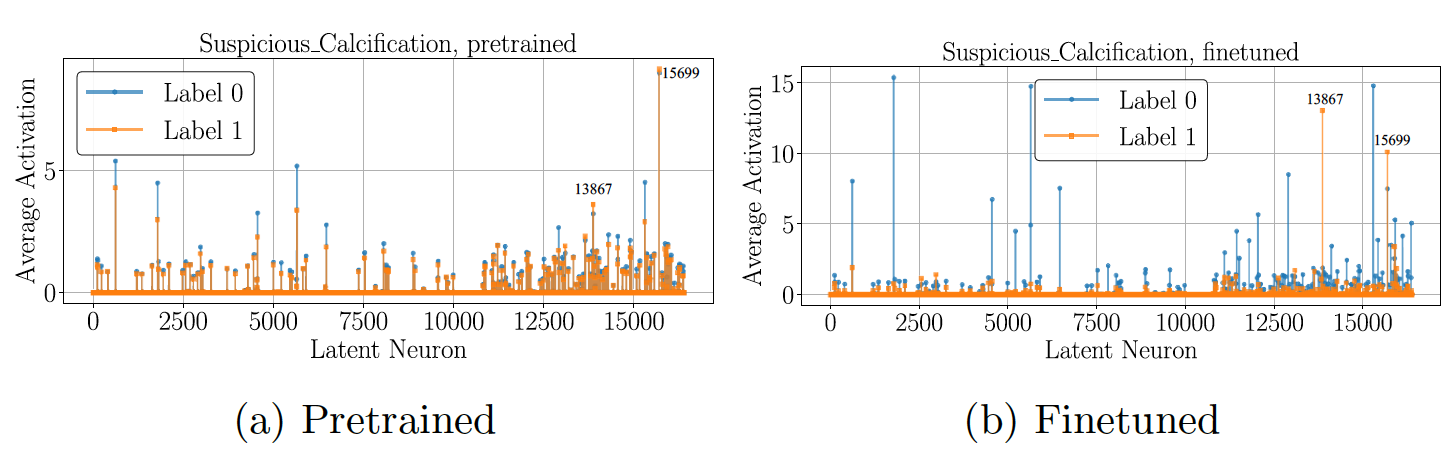 Suspicious_Calcification, pretrained
Average Activation
5
0
Label 0
Label 1
13867
15699
0 2500 5000 7500 10000 12500 15000
Latent Neuron
(a) Pretrained
Suspicious_Calcification, finetuned
Average Activation
15
10
5
0
Label 0
Label 1
13867
15699
0 2500 5000 7500 10000 12500 15000
Latent Neuron
(b) Finetuned